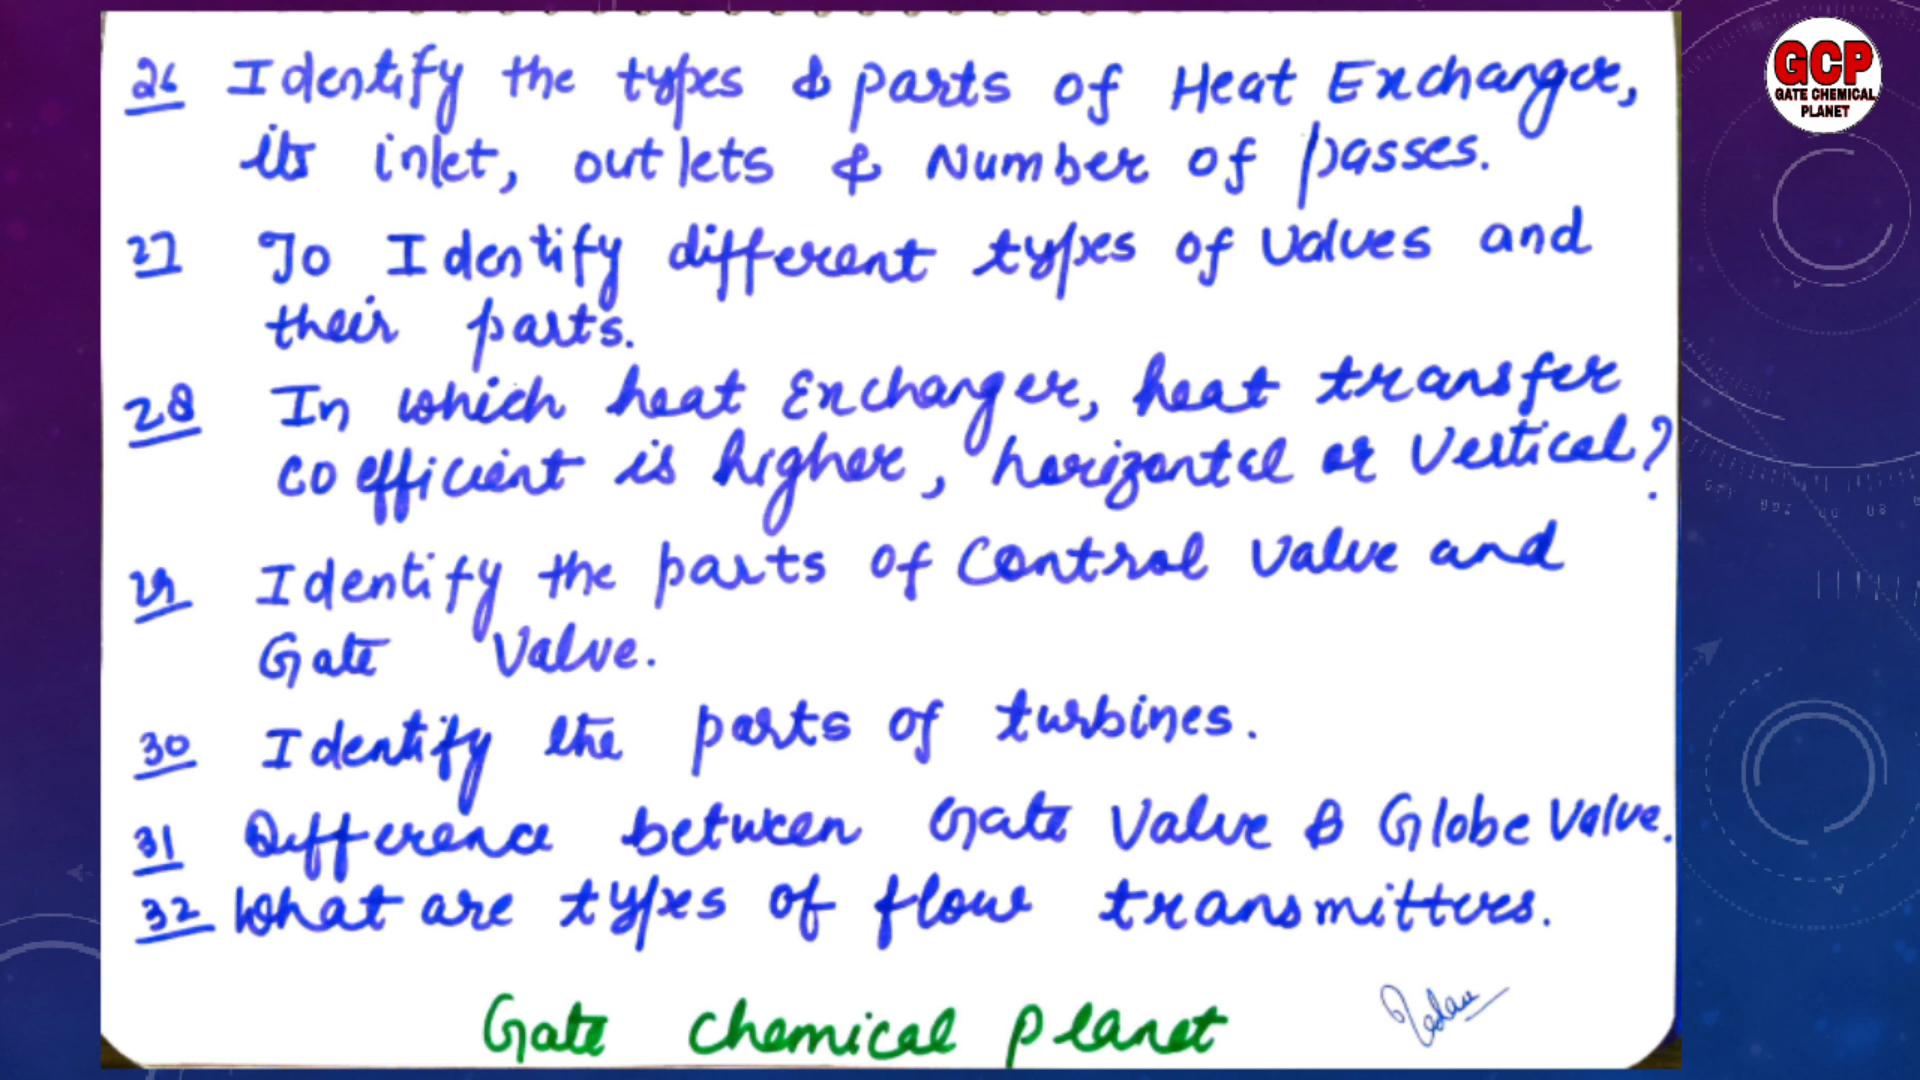 26 Identify the types & parts of Heat Exchanger,
its inlet, outlets & Number of passes.
27 To Identify different types of Valves and
their parts.
28 In which heat Exchanger, heat transfer
coefficient is higher, horizontal or Vertical?
29 Identify the parts of Control Valve and
Gate Valve.
30 Identify the parts of turbines.
31 Difference between Gate Valve & Globe Valve.
32 What are types of flow transmitters.
Gate Chemical Planet
GCP
GATE CHEMICAL
PLANET